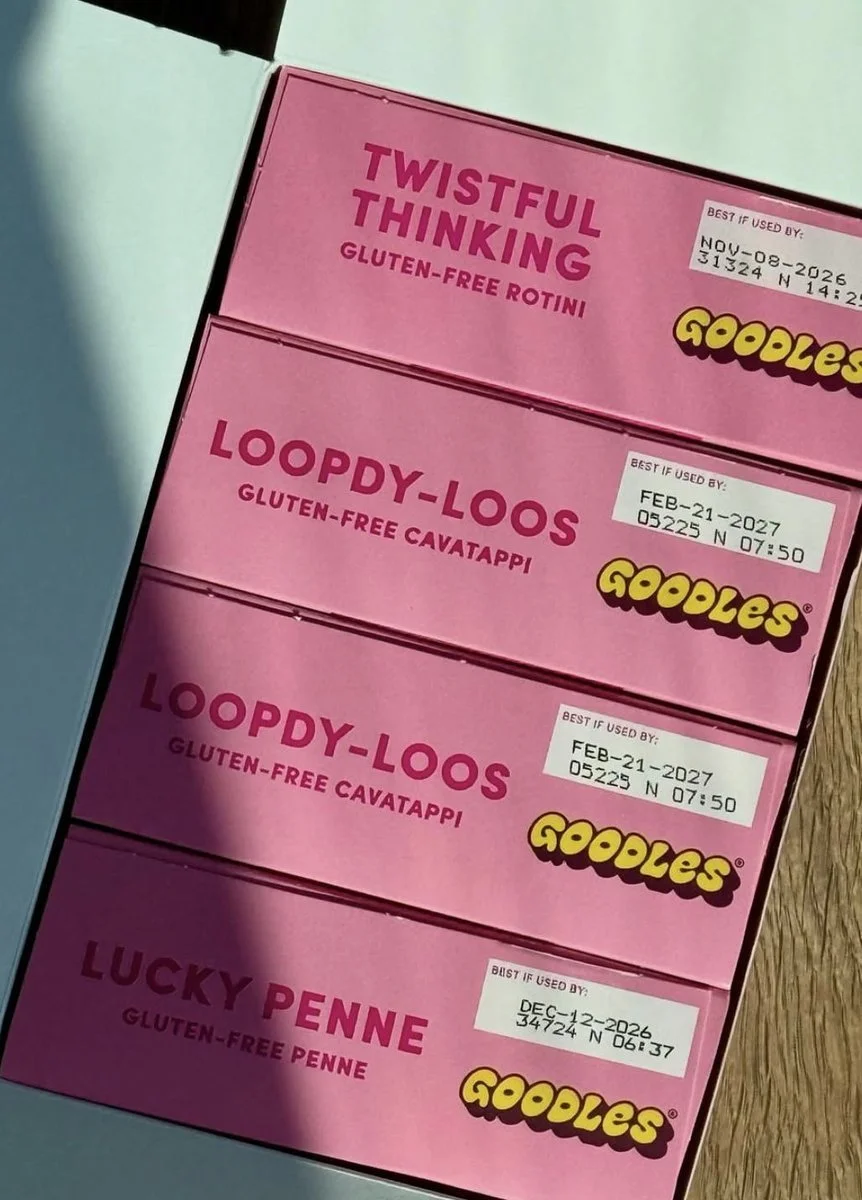 TWISTFUL
THINKING
GLUTEN-FREE ROTINI
BEST IF USED BY:
NOV-08-2026
31324 N 14:25
GOODLES
LOOPDY-LOOS
GLUTEN-FREE CAVATAPPI
BEST IF USED BY:
FEB-21-2027
05225 N 07:50
GOODLES®
LOOPDY-LOOS
GLUTEN-FREE CAVATAPPI
BEST IF USED BY:
FEB-21-2027
05225 N 07:50
GOODLES®
LUCKY PENNE
GLUTEN-FREE PENNE
BEST IF USED BY:
DEC-12-2026
34724 N 06:37
GOODLES®